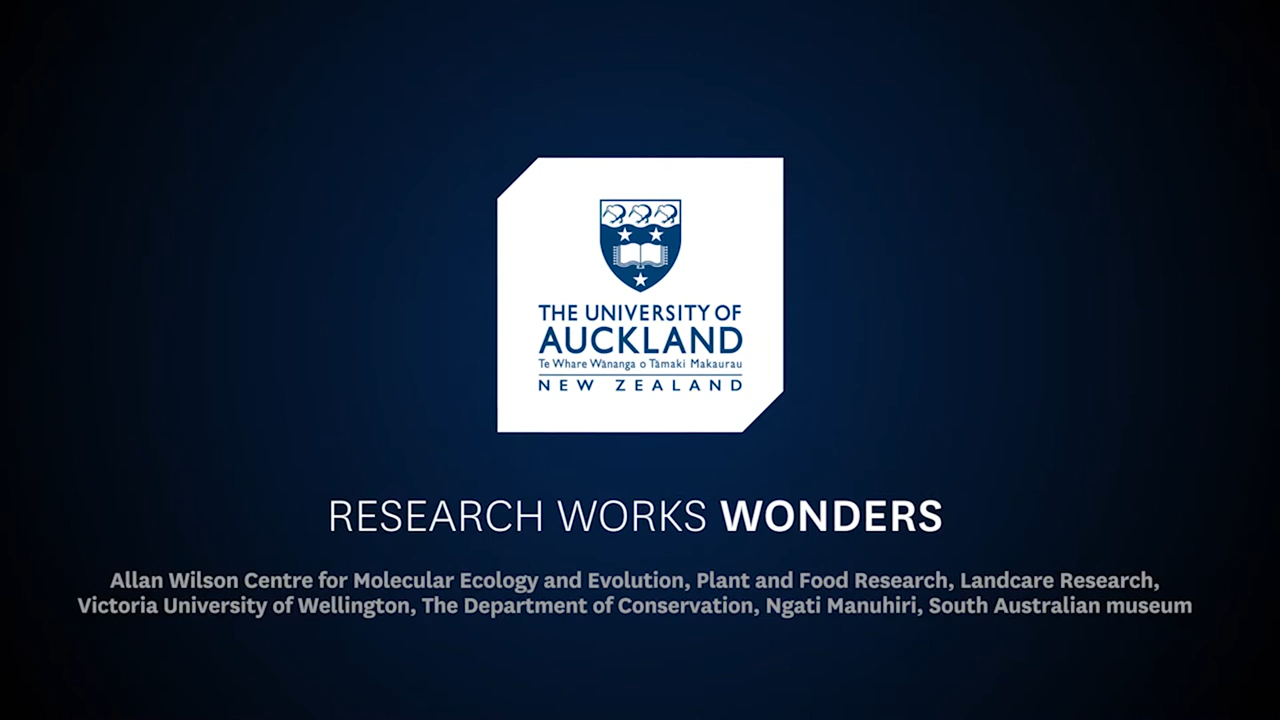 THE UNIVERSITY OF
AUCKLAND
Te Whare Wānanga o Tāmaki Makaurau
NEW ZEALAND
RESEARCH WORKS WONDERS
Allan Wilson Centre for Molecular Ecology and Evolution, Plant and Food Research, Landcare Research,
Victoria University of Wellington, The Department of Conservation, Ngati Manuhiri, South Australian museum